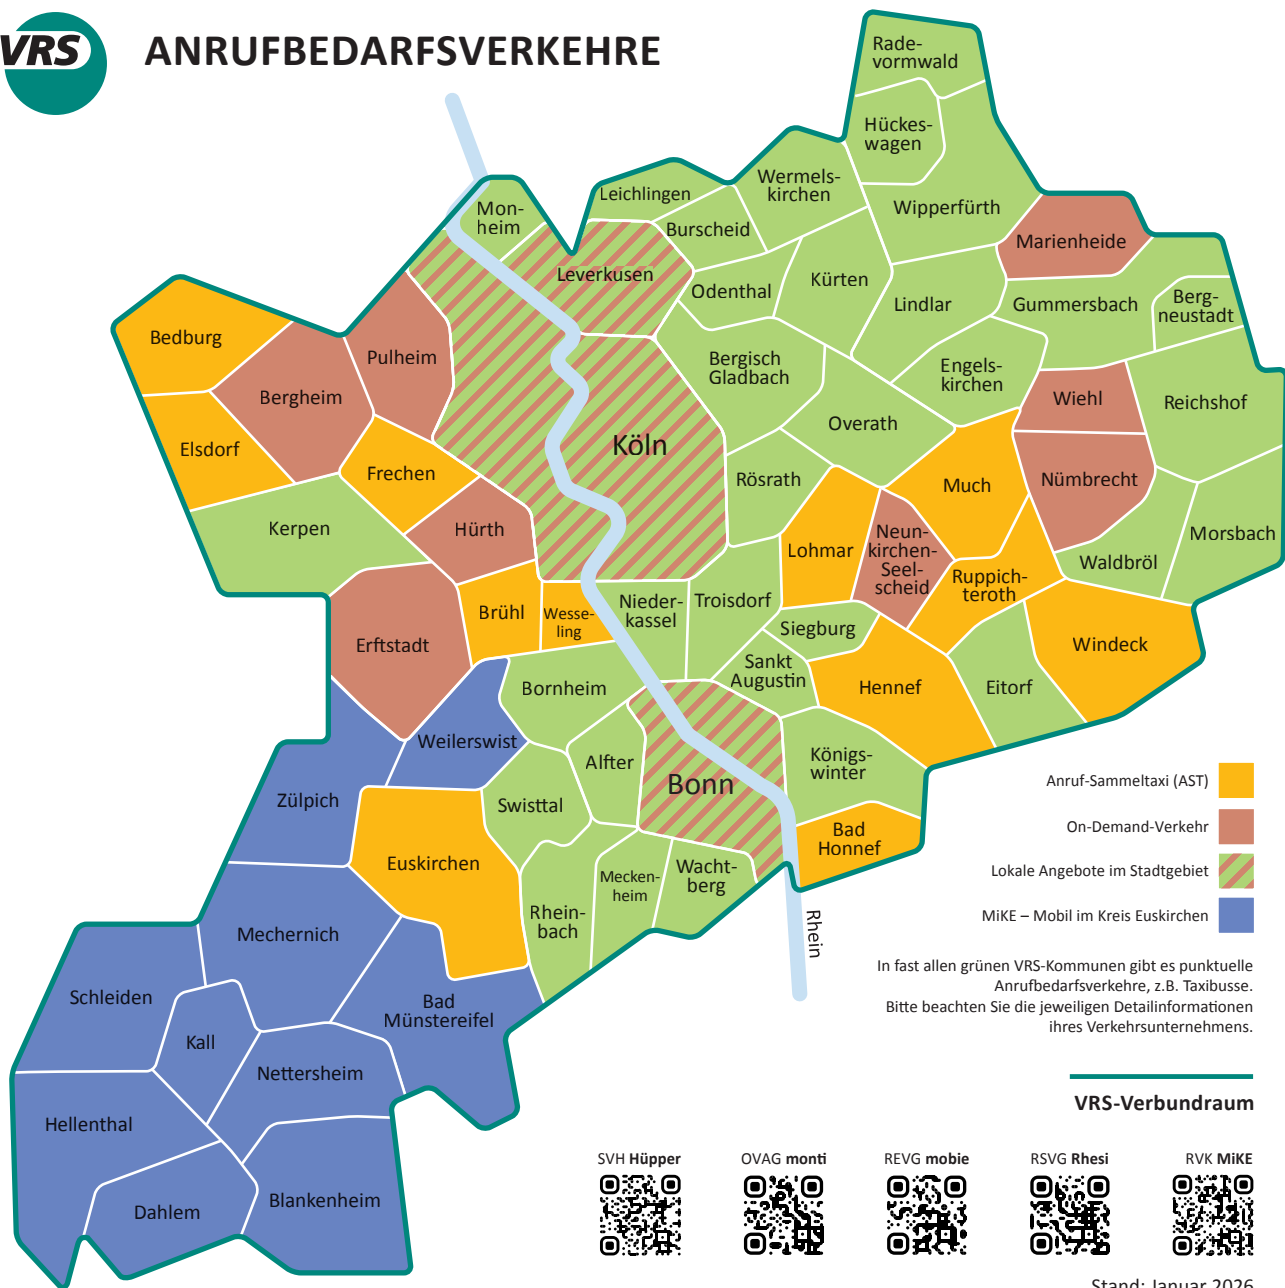 VRS
ANRUFBEDARFSVERKEHRE
Rade-
vormwald
Hückes-
wagen
Wermels-
kirchen
Leichlingen
Wipperfürth
Mon-
heim
Burscheid
Marienheide
Leverkusen
Odenthal
Kürten
Lindlar
Gummersbach
Berg-
neustadt
Bedburg
Pulheim
Bergheim
Bergisch
Gladbach
Engels-
kirchen
Wiehl
Reichshof
Elsdorf
Frechen
Köln
Overath
Rösrath
Much
Nümbrecht
Kerpen
Hürth
Lohmar
Neun-
kirchen-
Seel-
scheid
Morsbach
Waldbröl
Ruppich-
teroth
Brühl
Wesse-
ling
Nieder-
kassel
Troisdorf
Siegburg
Erftstadt
Windeck
Sankt
Augustin
Bornheim
Hennef
Eitorf
Weilerswist
Alfter
Bonn
Königs-
winter
Zülpich
Swisttal
Euskirchen
Bad
Honnef
Mecken-
heim
Wacht-
berg
Rhein-
bach
Rhein
Mechernich
Schleiden
Bad
Münstereifel
Kall
Nettersheim
Hellenthal
Dahlem
Blankenheim
Anruf-Sammeltaxi (AST)
On-Demand-Verkehr
Lokale Angebote im Stadtgebiet
MiKE – Mobil im Kreis Euskirchen
In fast allen grünen VRS-Kommunen gibt es punktuelle
Anrufbedarfsverkehre, z.B. Taxibusse.
Bitte beachten Sie die jeweiligen Detailinformationen
ihres Verkehrsunternehmens.
VRS-Verbundraum
SVH Hüpper
OVAG monti
REVG mobie
RSVG Rhesi
RVK MiKE
Stand: Januar 2026